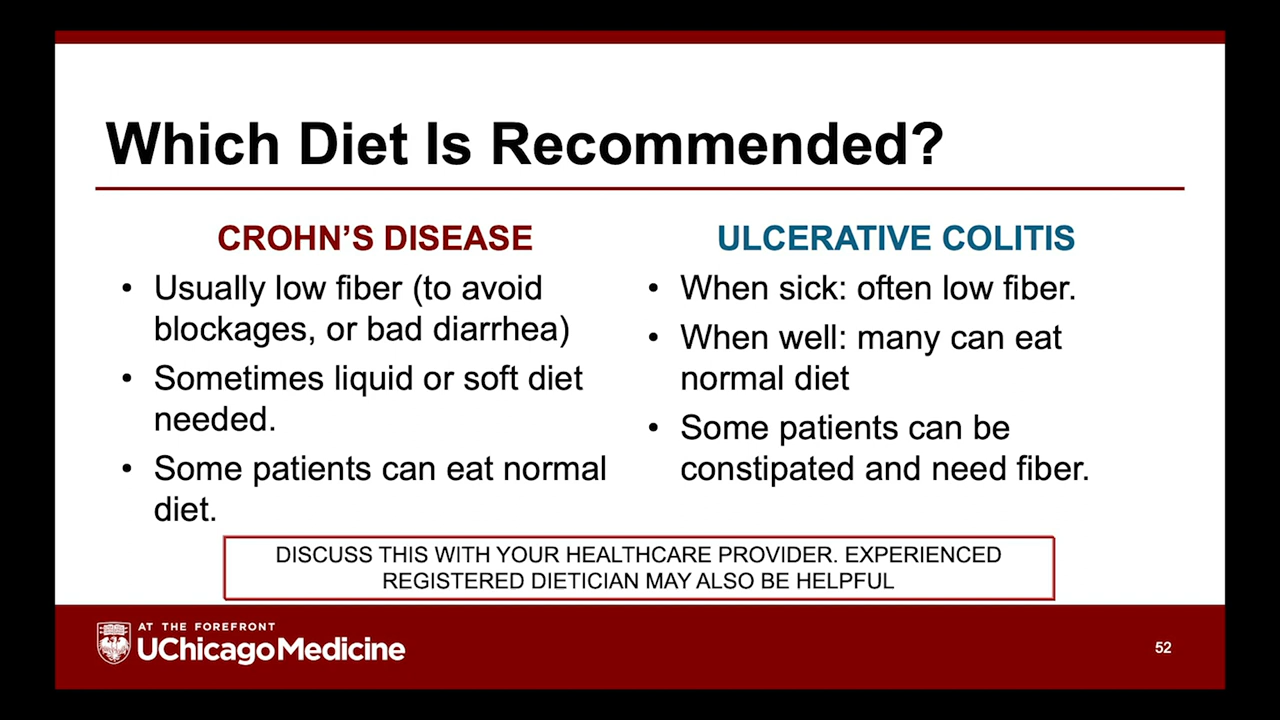 Which Diet Is Recommended?
CROHN’S DISEASE
• Usually low fiber (to avoid
blockages, or bad diarrhea)
• Sometimes liquid or soft diet
needed.
• Some patients can eat normal
diet.
ULCERATIVE COLITIS
• When sick: often low fiber.
• When well: many can eat
normal diet
• Some patients can be
constipated and need fiber.
DISCUSS THIS WITH YOUR HEALTHCARE PROVIDER. EXPERIENCED
REGISTERED DIETICIAN MAY ALSO BE HELPFUL
AT THE FOREFRONT
UChicagoMedicine
52